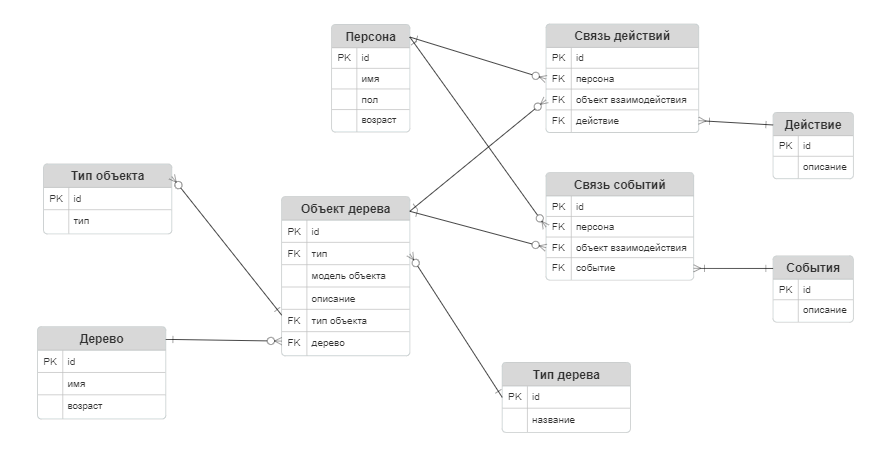 Персона
PK id
имя
пол
возраст
Связь действий
PK id
FK персона
FK объект взаимодействия
FK действие
Действие
PK id
описание
Тип объекта
PK id
тип
Объект дерева
PK id
FK тип
модель объекта
описание
FK тип объекта
FK дерево
Связь событий
PK id
FK персона
FK объект взаимодействия
FK событие
События
PK id
описание
Дерево
PK id
имя
возраст
Тип дерева
PK id
название